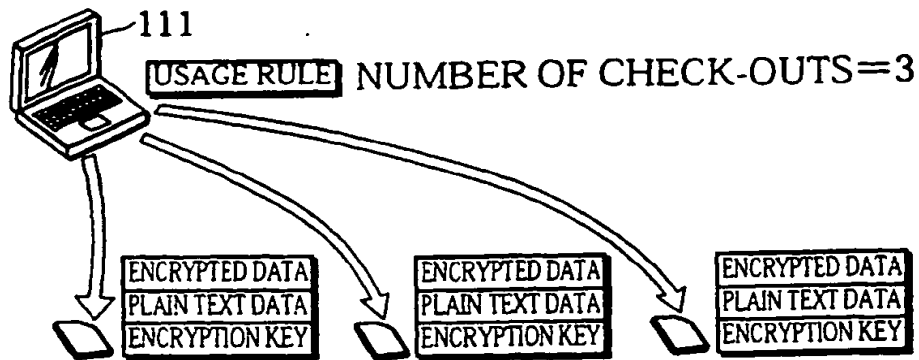 111
USAGE RULE NUMBER OF CHECK-OUTS=3
ENCRYPTED DATA
PLAIN TEXT DATA
ENCRYPTION KEY
ENCRYPTED DATA
PLAIN TEXT DATA
ENCRYPTION KEY
ENCRYPTED DATA
PLAIN TEXT DATA
ENCRYPTION KEY